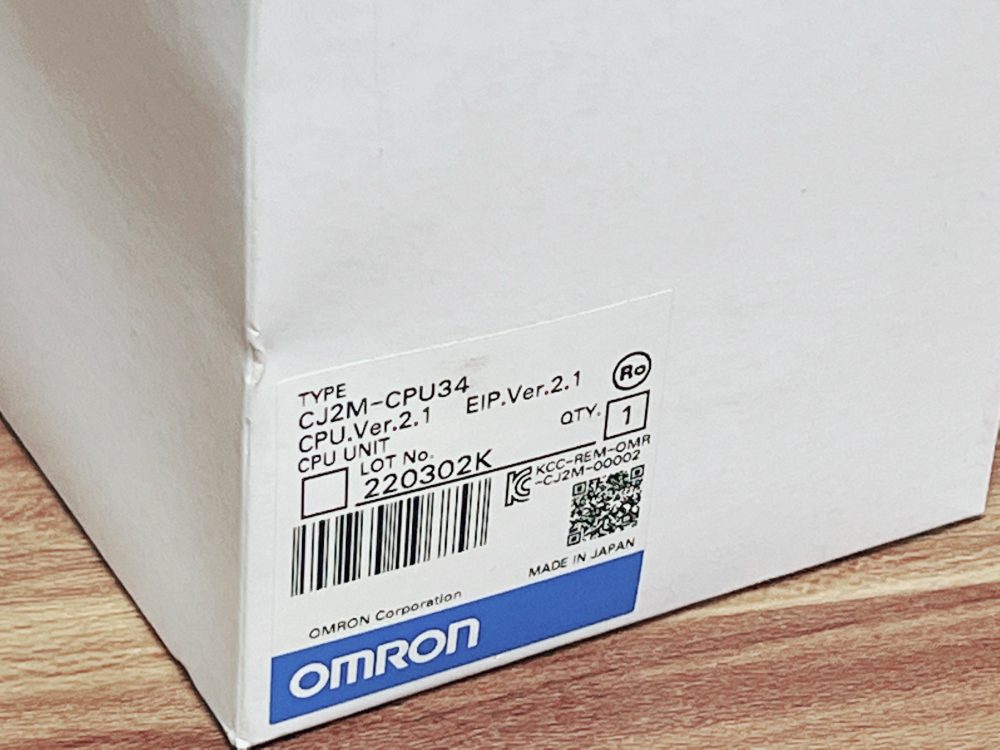 TYPE
CJ2M-CPU34
CPU.Ver.2.1 EIP.Ver.2.1
Ro
CPU UNIT
QTY. 1
LOT No.
220302K
KCC-REM-OMR
-CJ2M-00002
MADE IN JAPAN
OMRON Corporation
OMRON